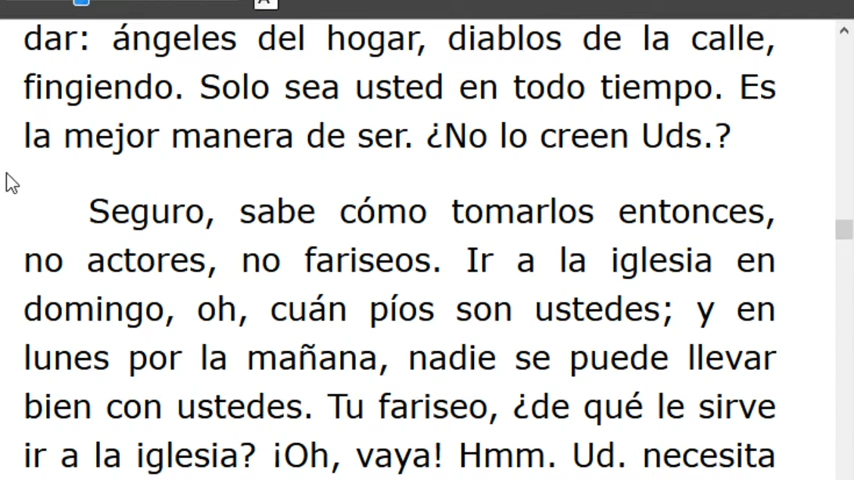 dar: ángeles del hogar, diablos de la calle,
fingiendo. Solo sea usted en todo tiempo. Es
la mejor manera de ser. ¿No lo creen Uds.?
Seguro, sabe cómo tomarlos entonces,
no actores, no fariseos. Ir a la iglesia en
domingo, oh, cuán píos son ustedes; y en
lunes por la mañana, nadie se puede llevar
bien con ustedes. Tu fariseo, ¿de qué le sirve
ir a la iglesia? ¡Oh, vaya! Hmm. Ud. necesita